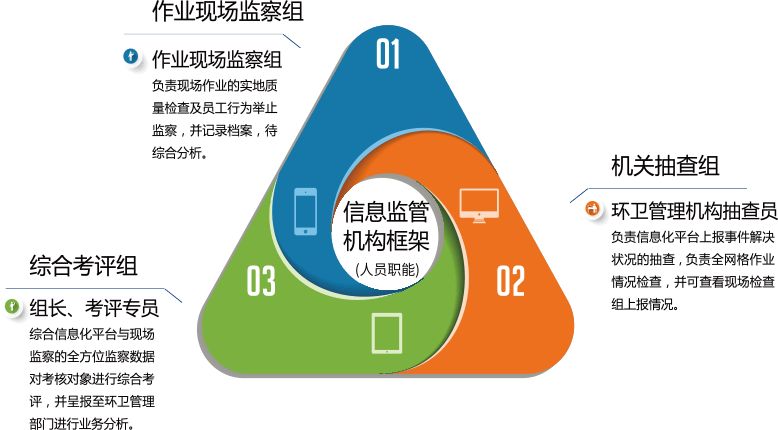 作业现场监察组
作业现场监察组
负责现场作业的实地质
量检查及员工行为举止
监察，并记录档案，待
综合分析。
01
机关抽查组
环卫管理机构抽查员
负责信息化平台上报事件解决
状况的抽查，负责全网格作业
情况检查，并可查看现场检查
组上报情况。
02
信息监管
机构框架
(人员职能)
综合考评组
组长、考评专员
综合信息化平台与现场
监察的全方位监察数据
对考核对象进行综合考
评，并呈报至环卫管理
部门进行业务分析。
03